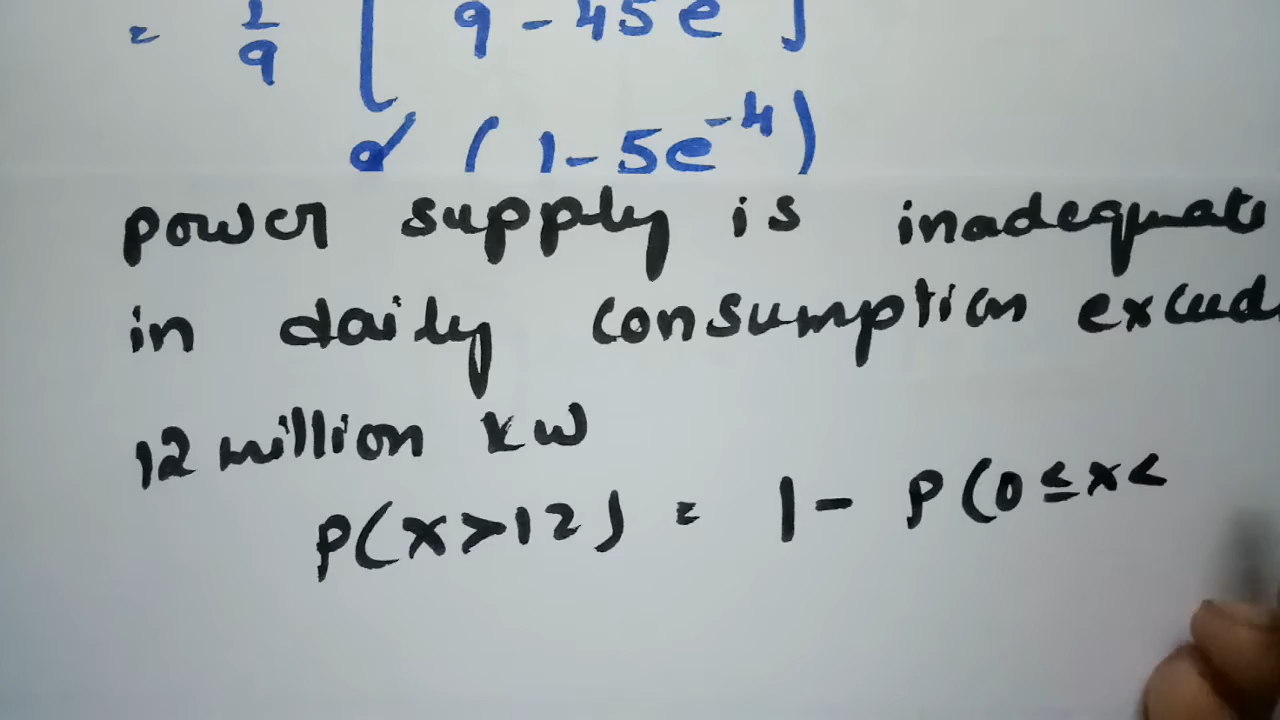 = 1/9 [ 9 - 45e ]
( 1 - 5e^-4 )
power supply is inadequate
in daily consumption exceed
12 million kw
P(x>12) = 1 - P(0≤x<